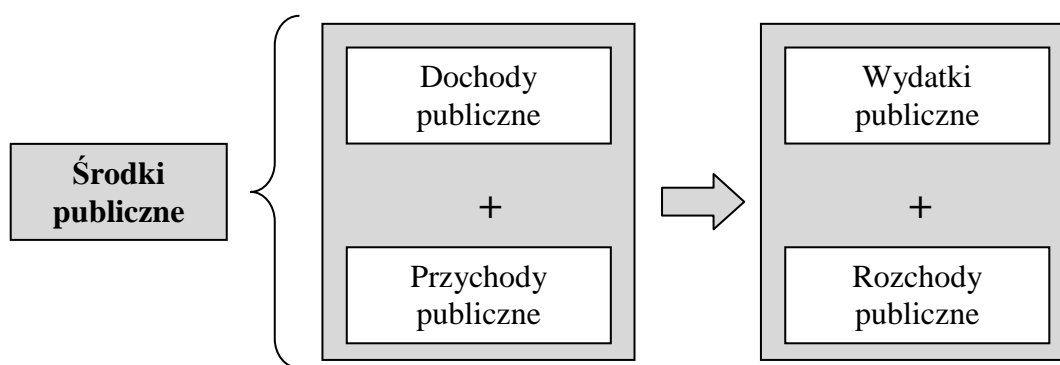 Środki
publiczne
Dochody
publiczne
+
Przychody
publiczne
Wydatki
publiczne
+
Rozchody
publiczne